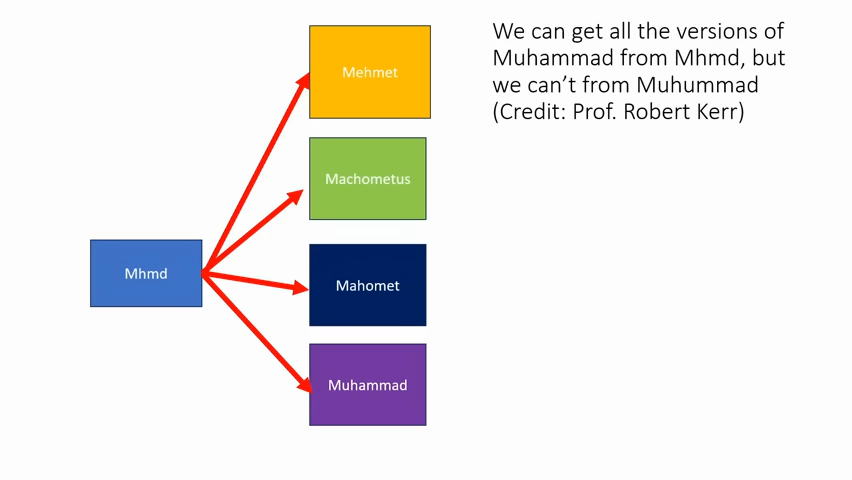 We can get all the versions of
Muhammad from Mhmd, but
we can’t from Muhummad
(Credit: Prof. Robert Kerr)
Mehmet
Machometus
Mhmd
Mahomet
Muhammad